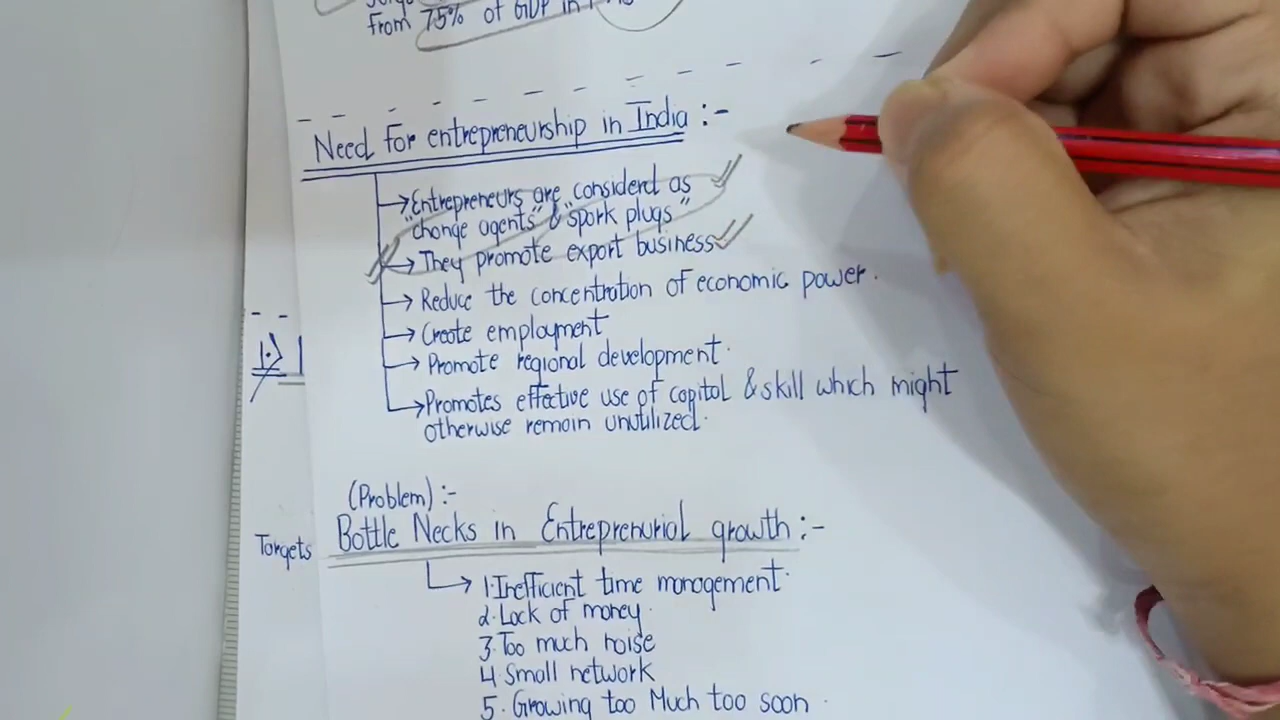 from 75% of GDP in
Need for entrepreneurship in India :-
→ Entrepreneurs are "considerd as
"change agents" & "spork plugs"
→ They promote export business
→ Reduce the concentration of economic power.
→ Create employment
→ Promote regional development.
→ Promotes effective use of capital & skill which might
otherwise remain unutilized.
(Problem) :-
Bottle Necks in Entreprenurial growth :-
Targets
→ 1. Inefficient time management.
2. Lack of money.
3. Too much noise
4. Small network
5. Growing too Much too soon.